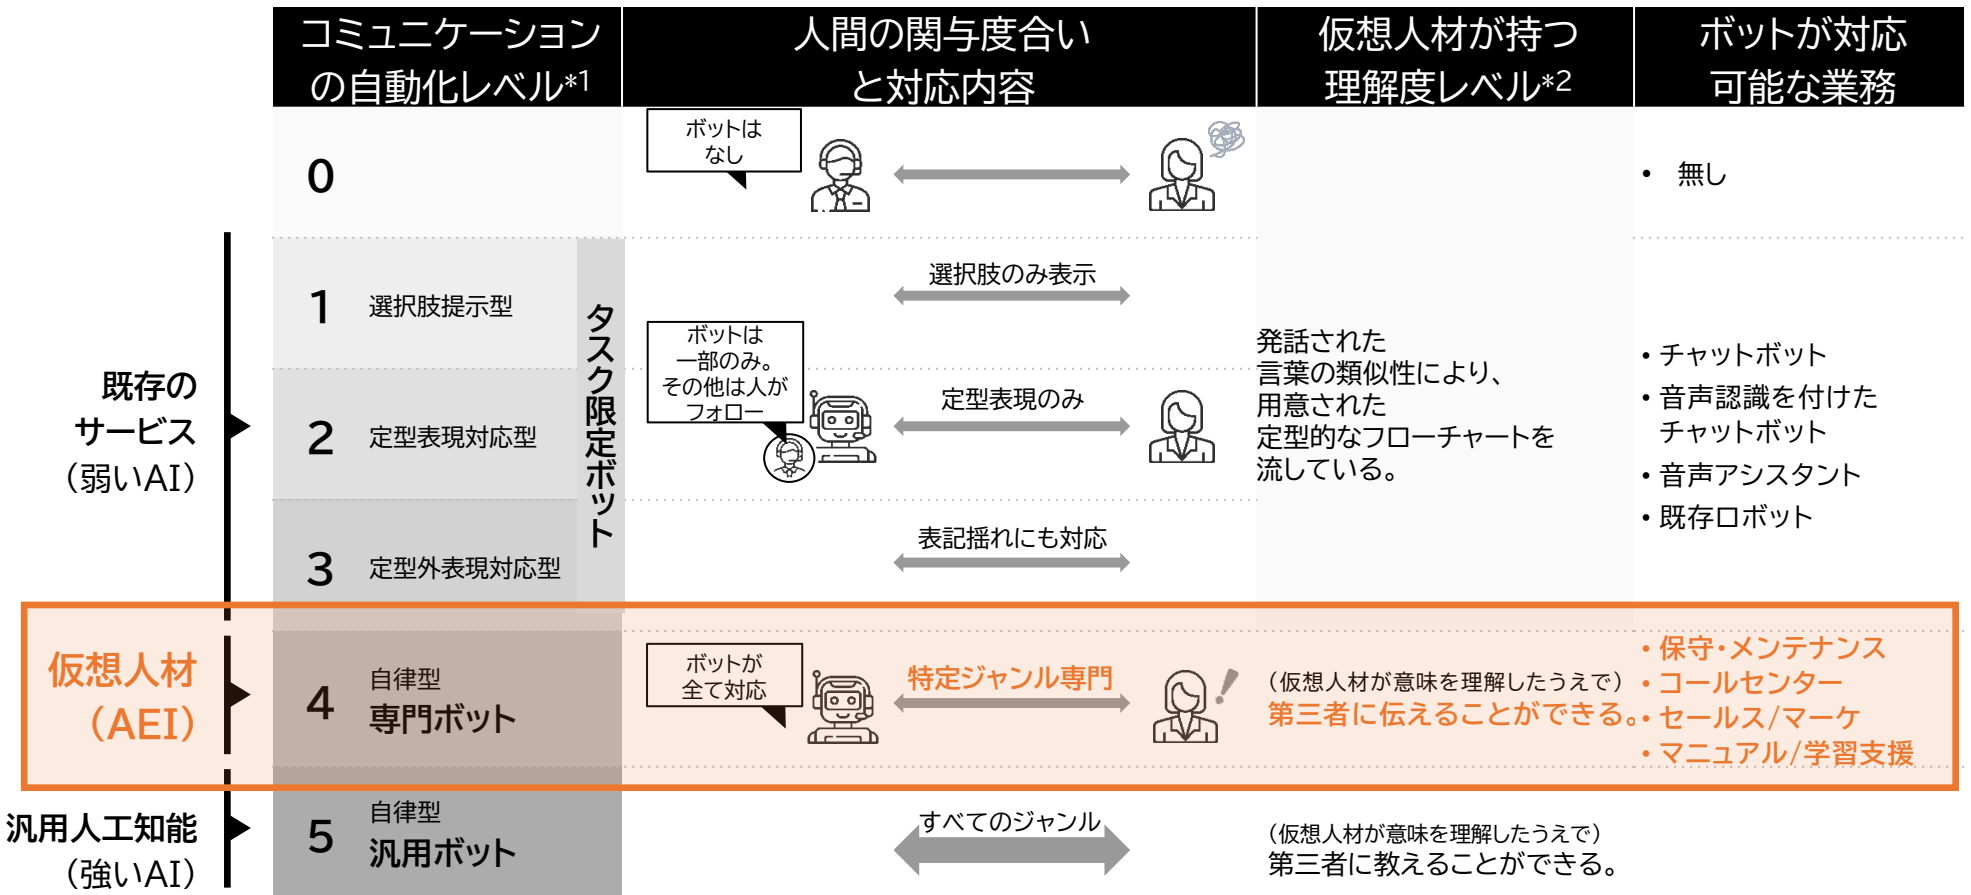 コミュニケーション
の自動化レベル*1
人間の関与度合い
と対応内容
仮想人材が持つ
理解度レベル*2
ボットが対応
可能な業務
0
ボットは
なし
• 無し
既存の
サービス
（弱いAI）
タスク限定ボット
1 選択肢提示型
選択肢のみ表示
2 定型表現対応型
ボットは
一部のみ。
その他は人が
フォロー
定型表現のみ
3 定型外表現対応型
表記揺れにも対応
発話された
言葉の類似性により、
用意された
定型的なフローチャートを
流している。
• チャットボット
• 音声認識を付けた
チャットボット
• 音声アシスタント
• 既存ロボット
仮想人材
（AEI）
4 自律型
専門ボット
ボットが
全て対応
特定ジャンル専門
（仮想人材が意味を理解したうえで）
第三者に伝えることができる。
• 保守・メンテナンス
• コールセンター
• セールス/マーケ
• マニュアル/学習支援
汎用人工知能
（強いAI）
5 自律型
汎用ボット
すべてのジャンル
（仮想人材が意味を理解したうえで）
第三者に教えることができる。